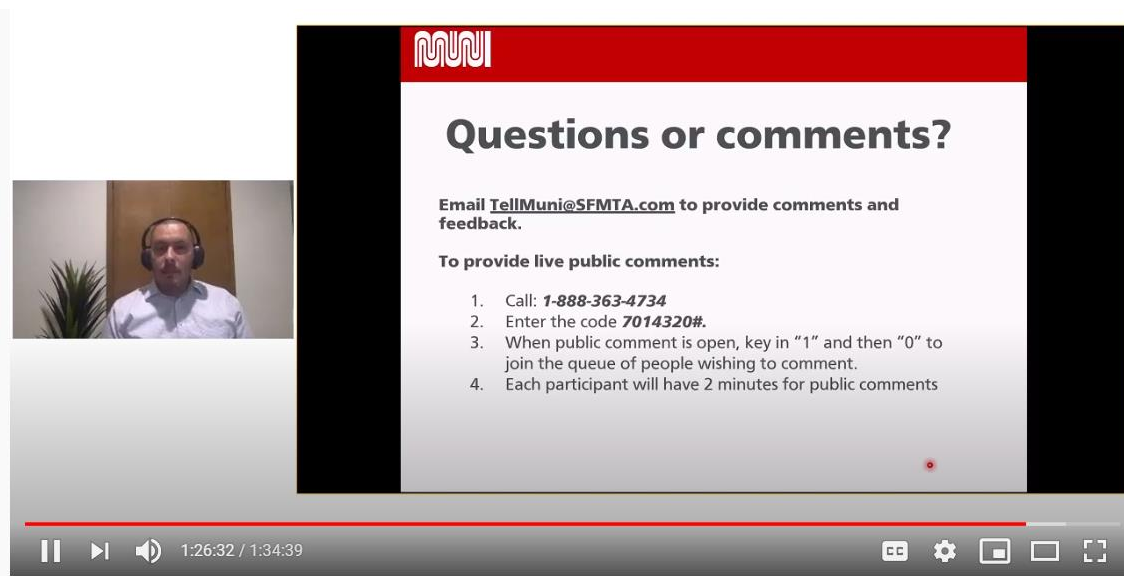 MUNI
Questions or comments?
Email TellMuni@SFMTA.com to provide comments and
feedback.
To provide live public comments:
1. Call: 1-888-363-4734
2. Enter the code 7014320#.
3. When public comment is open, key in “1” and then “0” to
join the queue of people wishing to comment.
4. Each participant will have 2 minutes for public comments
1:26:32 / 1:34:39
CC